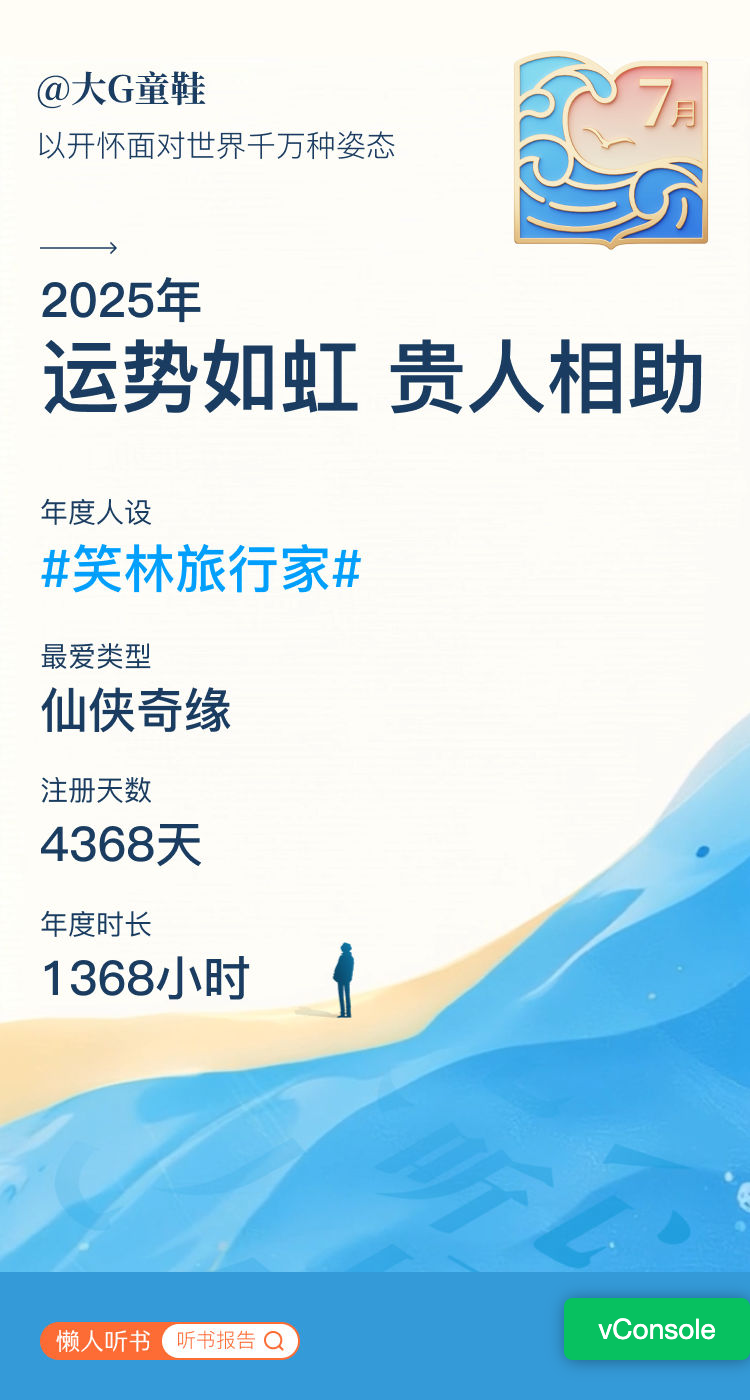 @大G童鞋
7月
以开怀面对世界千万种姿态
2025年
运势如虹 贵人相助
年度人设
#笑林旅行家#
最爱类型
仙侠奇缘
注册天数
4368天
年度时长
1368小时
听心
懒人听书 听书报告
vConsole